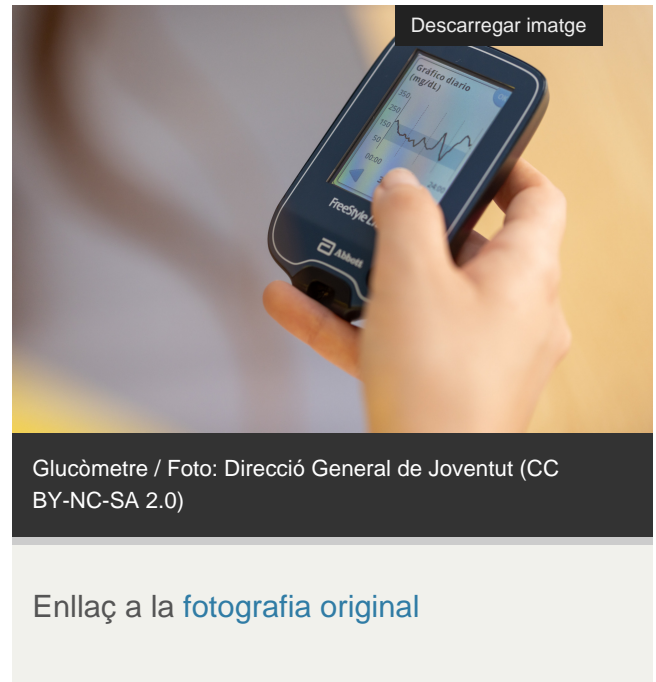 Descarregar imatge
Gráfico diario
(mg/dL)
350
250
150
50
00:00
24:00
FreeStyle
Abbott
Glucòmetre / Foto: Direcció General de Joventut (CC
BY-NC-SA 2.0)
Enllaç a la fotografia original